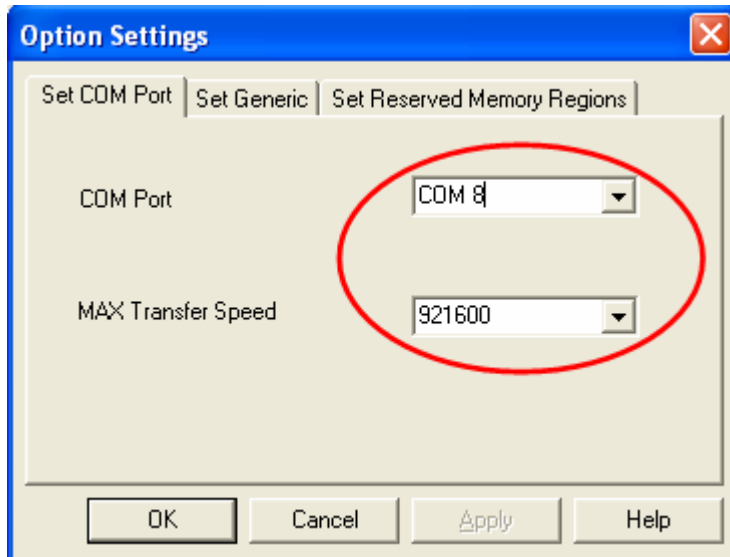 Option Settings
Set COM Port Set Generic Set Reserved Memory Regions
COM Port COM 8
MAX Transfer Speed 921600
OK Cancel Apply Help